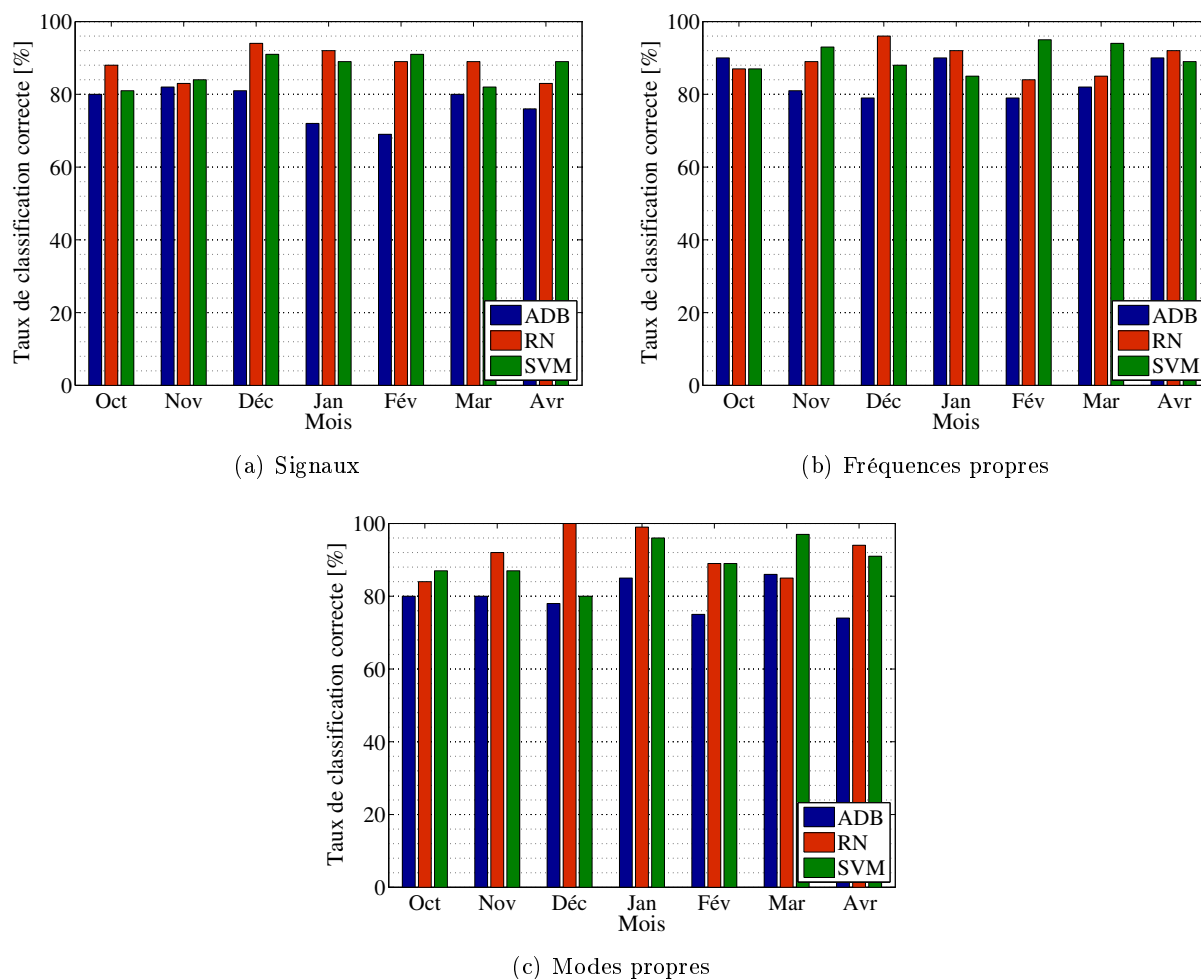 Taux de classification correcte [%]
100
80
60
40
20
0
Oct Nov Déc Jan Fév Mar Avr
Mois
ADB
RN
SVM
(a) Signaux
Taux de classification correcte [%]
100
80
60
40
20
0
Oct Nov Déc Jan Fév Mar Avr
Mois
ADB
RN
SVM
(b) Fréquences propres
Taux de classification correcte [%]
100
80
60
40
20
0
Oct Nov Déc Jan Fév Mar Avr
Mois
ADB
RN
SVM
(c) Modes propres